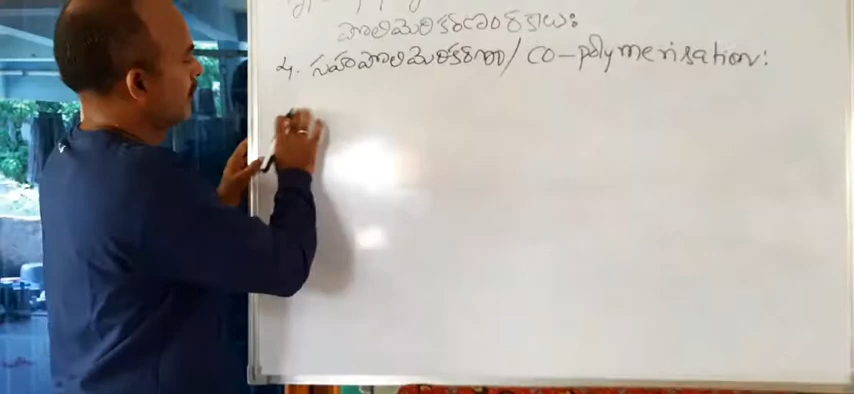 పాలిమెరికరణం రకాలు:
4. సహపాలిమెరీకరణం/ co-polymerisation: